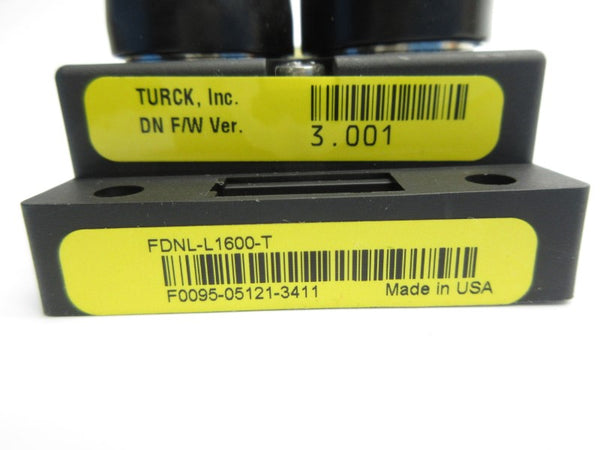 TURCK, Inc.
DN F/W Ver.
3.001
FDNL-L1600-T
F0095-05121-3411
Made in USA